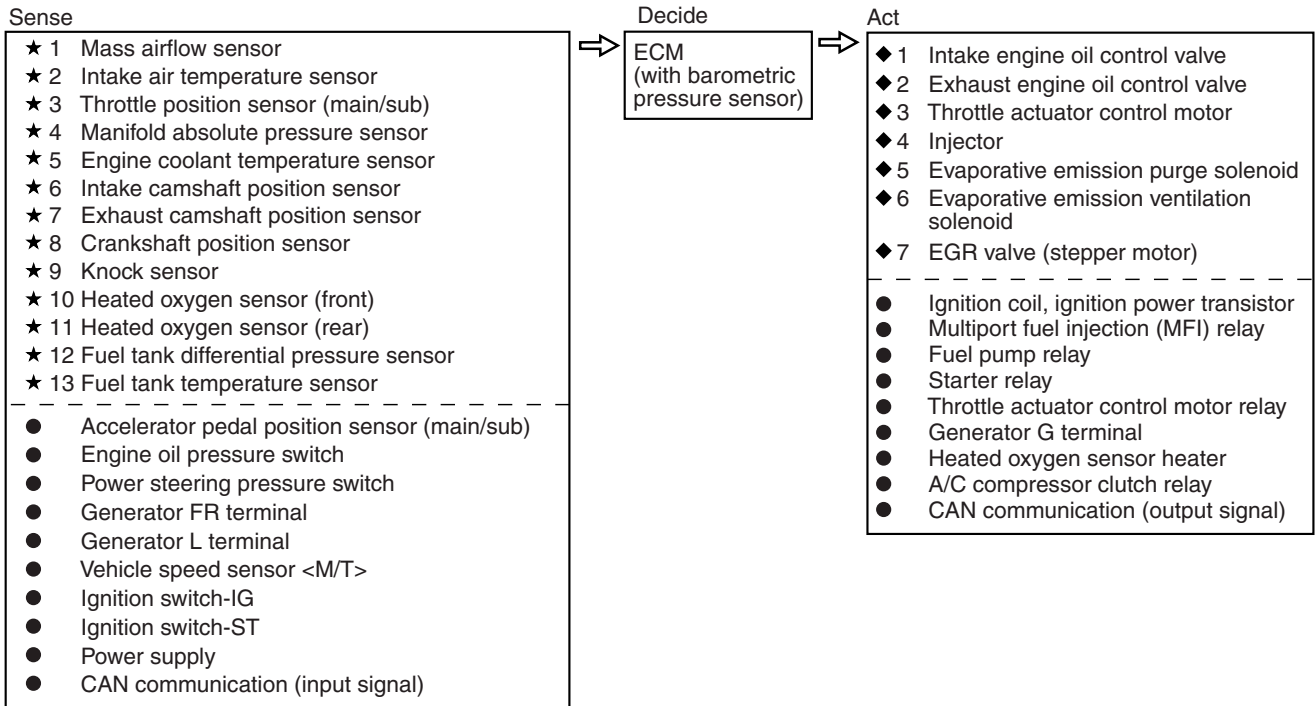 Sense
★ 1 Mass airflow sensor
★ 2 Intake air temperature sensor
★ 3 Throttle position sensor (main/sub)
★ 4 Manifold absolute pressure sensor
★ 5 Engine coolant temperature sensor
★ 6 Intake camshaft position sensor
★ 7 Exhaust camshaft position sensor
★ 8 Crankshaft position sensor
★ 9 Knock sensor
★ 10 Heated oxygen sensor (front)
★ 11 Heated oxygen sensor (rear)
★ 12 Fuel tank differential pressure sensor
★ 13 Fuel tank temperature sensor
● Accelerator pedal position sensor (main/sub)
● Engine oil pressure switch
● Power steering pressure switch
● Generator FR terminal
● Generator L terminal
● Vehicle speed sensor <M/T>
● Ignition switch-IG
● Ignition switch-ST
● Power supply
● CAN communication (input signal)
Decide
ECM
(with barometric
pressure sensor)
Act
◆ 1 Intake engine oil control valve
◆ 2 Exhaust engine oil control valve
◆ 3 Throttle actuator control motor
◆ 4 Injector
◆ 5 Evaporative emission purge solenoid
◆ 6 Evaporative emission ventilation
solenoid
◆ 7 EGR valve (stepper motor)
● Ignition coil, ignition power transistor
● Multiport fuel injection (MFI) relay
● Fuel pump relay
● Starter relay
● Throttle actuator control motor relay
● Generator G terminal
● Heated oxygen sensor heater
● A/C compressor clutch relay
● CAN communication (output signal)